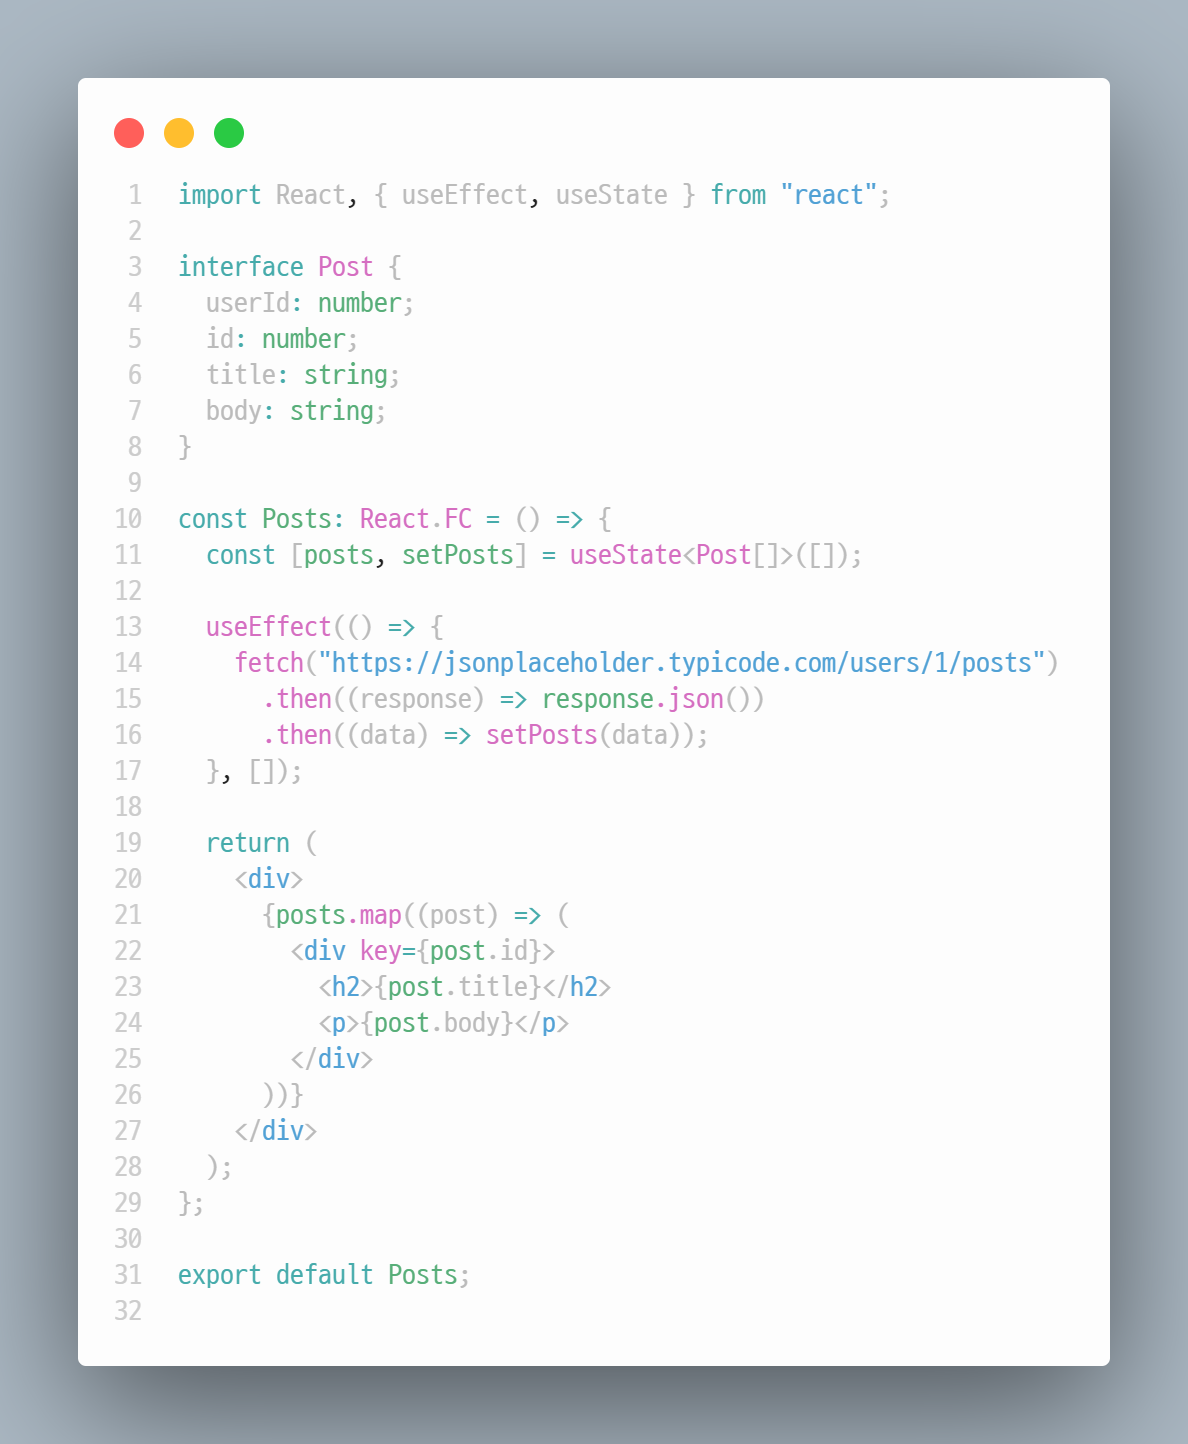 1 import React, { useEffect, useState } from "react";
2
3 interface Post {
4   userId: number;
5   id: number;
6   title: string;
7   body: string;
8 }
9
10 const Posts: React.FC = () => {
11   const [posts, setPosts] = useState<Post[]>([]);
12
13   useEffect(() => {
14     fetch("https://jsonplaceholder.typicode.com/users/1/posts")
15       .then((response) => response.json())
16       .then((data) => setPosts(data));
17   }, []);
18
19   return (
20     <div>
21       {posts.map((post) => (
22         <div key={post.id}>
23           <h2>{post.title}</h2>
24           <p>{post.body}</p>
25         </div>
26       ))}
27     </div>
28   );
29 };
30
31 export default Posts;
32